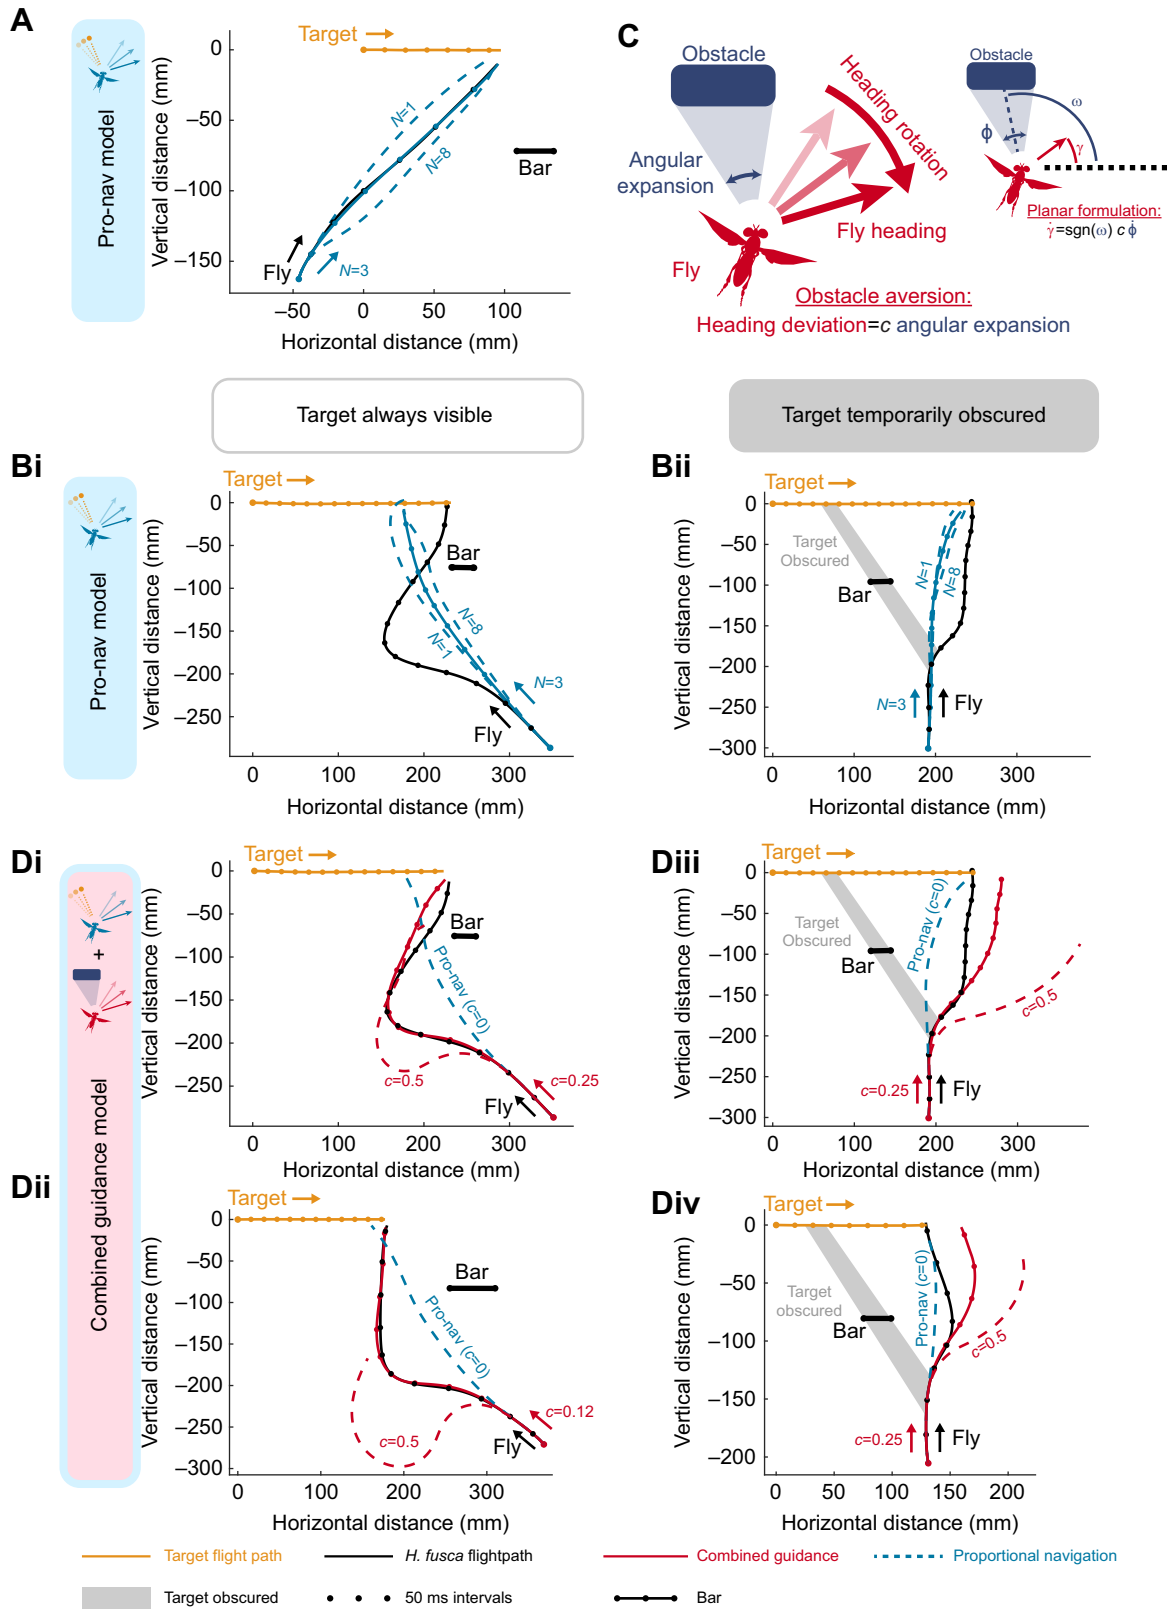 A
Pro-nav model
Target
Vertical distance (mm)
0
–50
–100
–150
N=1
N=8
Bar
Fly
N=3
–50
0
50
100
Horizontal distance (mm)
C
Obstacle
Angular
expansion
Heading rotation
Fly heading
Fly
Obstacle
ω
ϕ
γ
Planar formulation:
γ̇=sgn(ω) c ϕ̇
Obstacle aversion:
Heading deviation=c angular expansion
Target always visible
Target temporarily obscured
Bi
Pro-nav model
Target
Vertical distance (mm)
0
–50
–100
–150
–200
–250
Bar
N=8
N=1
N=3
Fly
0
100
200
300
Horizontal distance (mm)
Bii
Target
Vertical distance (mm)
0
–50
–100
–150
–200
–250
–300
Target
Obscured
Bar
N=1
N=8
N=3
Fly
0
100
200
300
Horizontal distance (mm)
Combined guidance model
+
Di
Target
Vertical distance (mm)
0
–50
–100
–150
–200
–250
Bar
Pro-nav (c=0)
c=0.5
c=0.25
Fly
0
100
200
300
Horizontal distance (mm)
Diii
Target
Vertical distance (mm)
0
–50
–100
–150
–200
–250
–300
Target
Obscured
Bar
Pro-nav (c=0)
c=0.5
c=0.25
Fly
0
100
200
300
Horizontal distance (mm)
Dii
Target
Vertical distance (mm)
0
–50
–100
–150
–200
–250
–300
Bar
Pro-nav (c=0)
c=0.5
c=0.12
Fly
0
100
200
300
Horizontal distance (mm)
Div
Target
Vertical distance (mm)
0
–50
–100
–150
–200
Target
obscured
Bar
Pro-nav (c=0)
c=0.5
c=0.25
Fly
0
50
100
150
200
Horizontal distance (mm)
Target flight path
H. fusca flightpath
Combined guidance
Proportional navigation
Target obscured
50 ms intervals
Bar